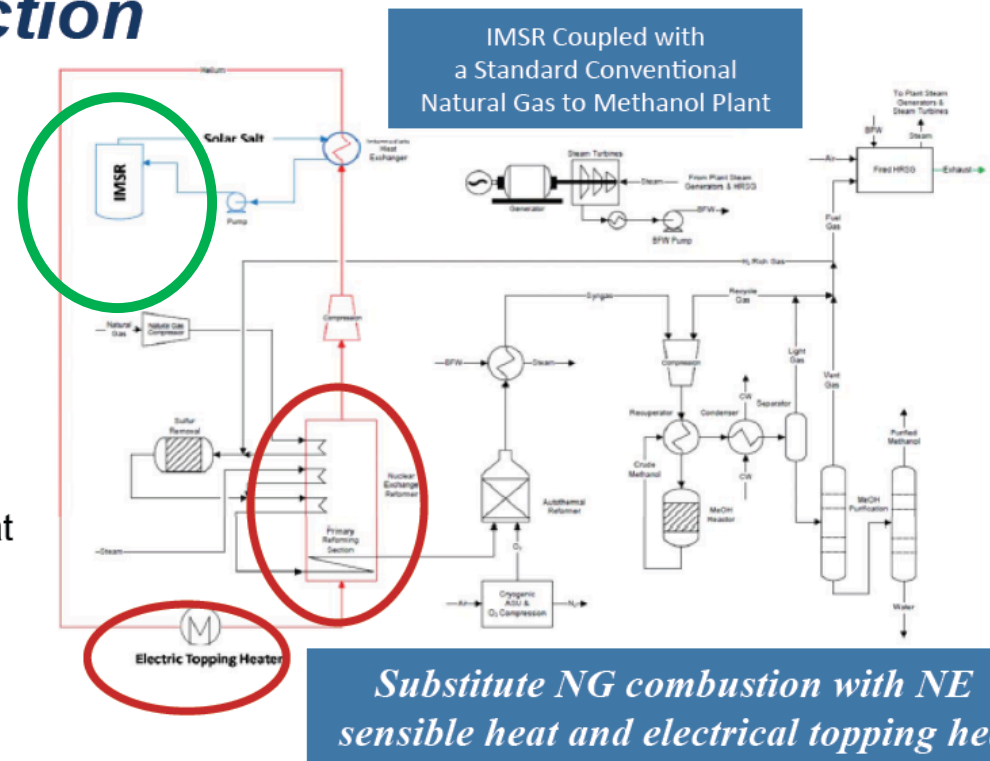 ction
IMSR Coupled with
a Standard Conventional
Natural Gas to Methanol Plant
Helium
Solar Salt
IMSR
Intermediate
Heat
Exchanger
Pump
Steam Turbines
Steam
From Plant Steam
Generators & HRSG
Generator
BFW
BFW Pump
To Plant Steam
Generators &
Steam Turbines
BFW
Steam
Air
Fired HRSG
Exhaust
Fuel
Gas
H₂ Rich Gas
Natural
Gas
Natural Gas
Compressor
Compression
Syngas
Recycle
Gas
BFW
Steam
Compression
Light
Gas
Vent
Gas
Sulfur
Removal
Recuperator
Condenser
CW
Separator
Crude
Methanol
CW
Purified
Methanol
Nuclear
Exchange
Reformer
Autothermal
Reformer
MeOH
Reactor
MeOH
Purification
at
Steam
Primary
Reforming
Section
O₂
Air
Cryogenic
ASU &
O₂ Compression
N₂
Water
M
Electric Topping Heater
Substitute NG combustion with NE
sensible heat and electrical topping he